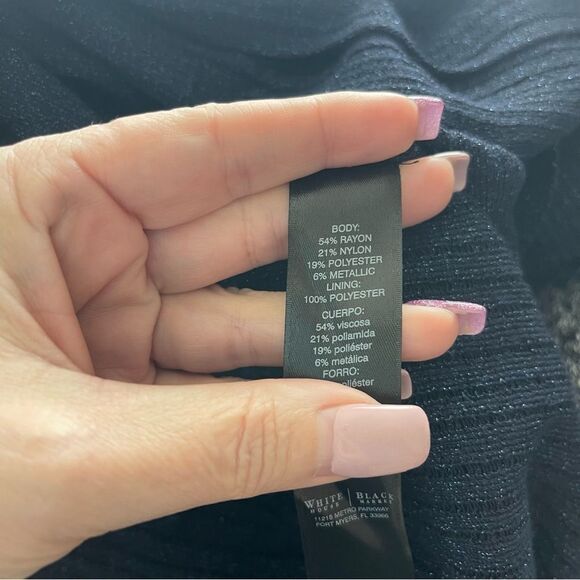 BODY:
54% RAYON
21% NYLON
19% POLYESTER
6% METALLIC
LINING:
100% POLYESTER
CUERPO:
54% viscosa
21% poliamida
19% poliéster
6% metálica
FORRO:
poliéster
WHITE BLACK
HOUSE MARKET
11215 METRO PARKWAY
FORT MYERS, FL 33966